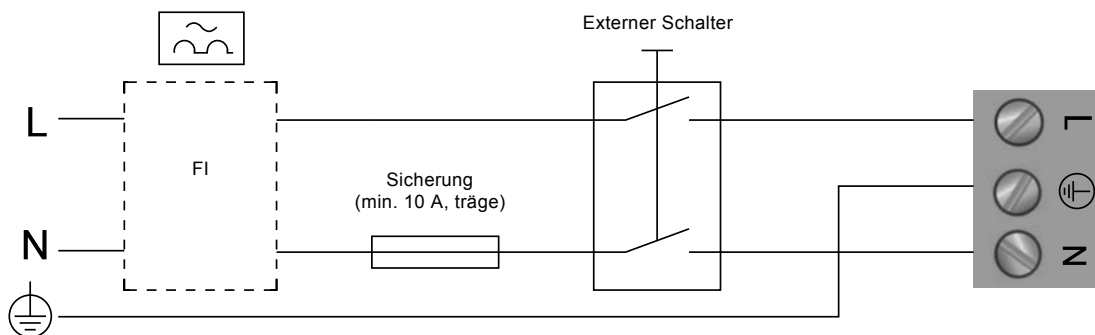 Externer Schalter
L
FI
Sicherung
(min. 10 A, träge)
N
L
N